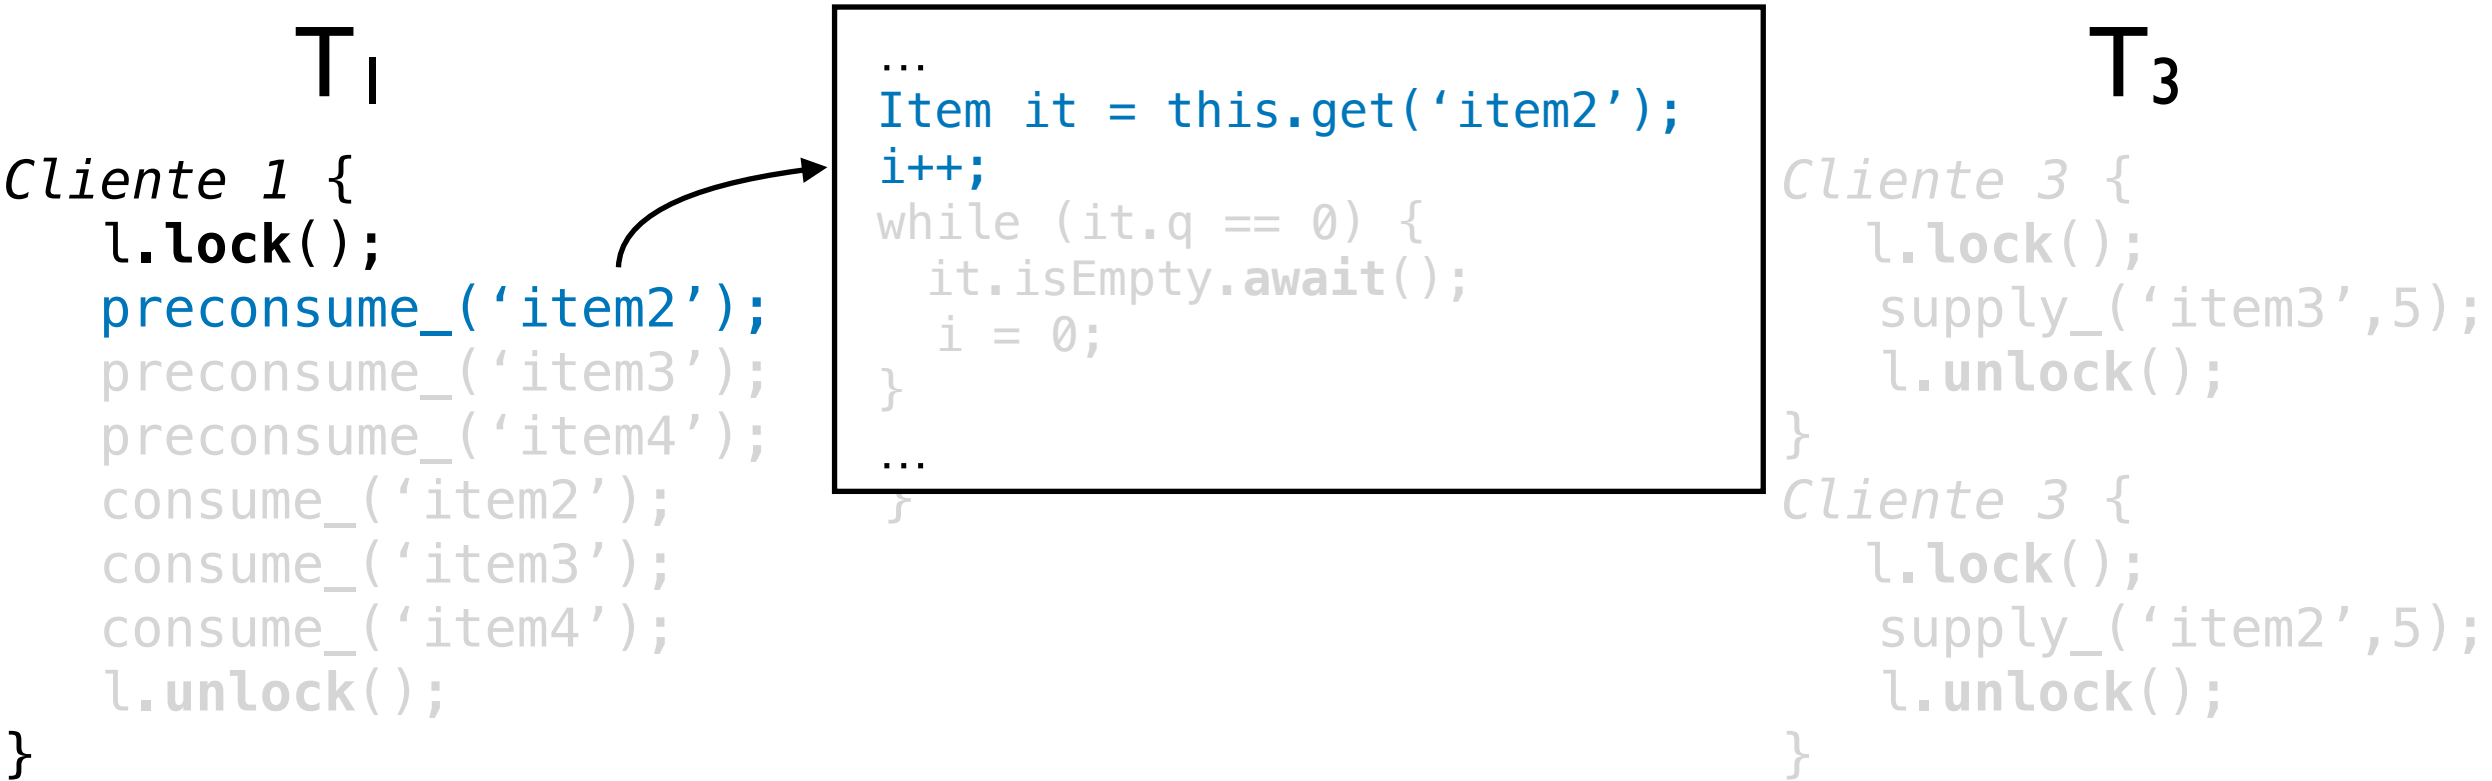 T1
Cliente 1 {
l.lock();
preconsume_(‘item2’);
preconsume_(‘item3’);
preconsume_(‘item4’);
consume_(‘item2’);
consume_(‘item3’);
consume_(‘item4’);
l.unlock();
}
…
Item it = this.get(‘item2’);
i++;
while (it.q == 0) {
it.isEmpty.await();
i = 0;
}
…
}
T3
Cliente 3 {
l.lock();
supply_(‘item3’,5);
l.unlock();
}
Cliente 3 {
l.lock();
supply_(‘item2’,5);
l.unlock();
}